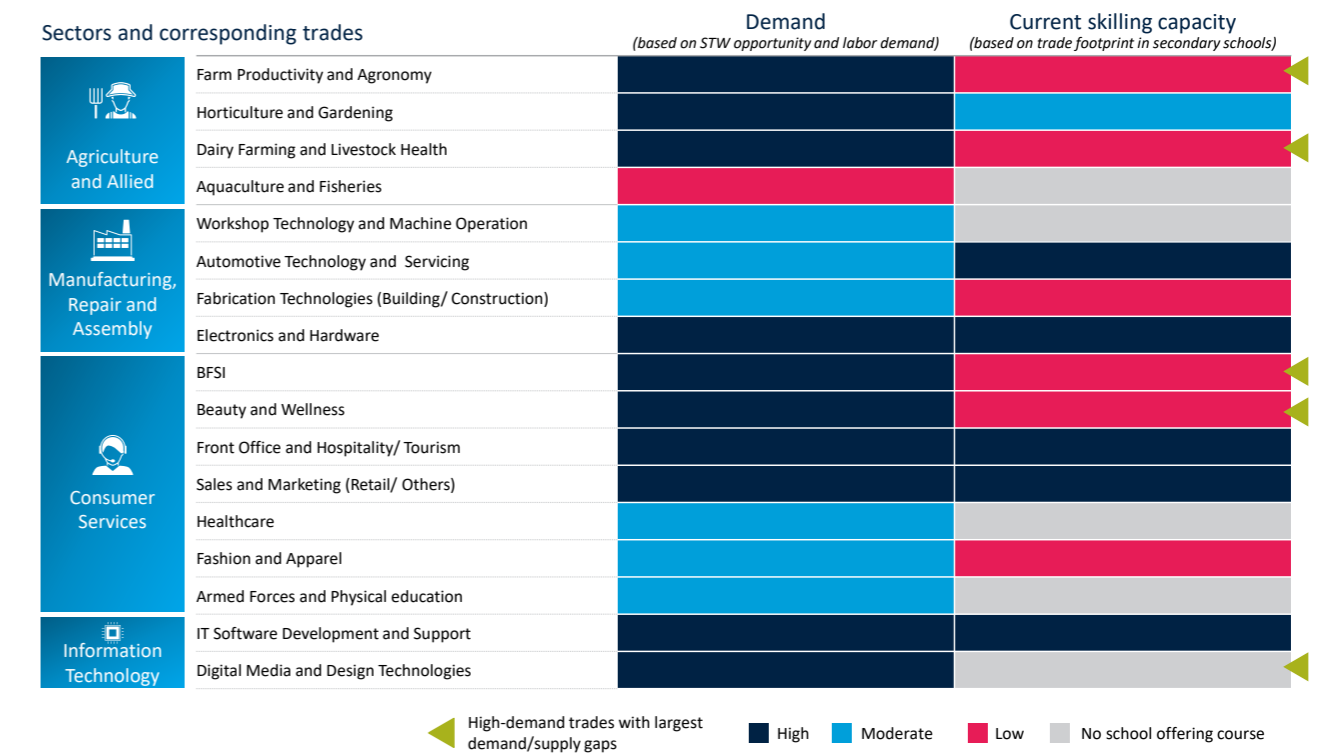 Sectors and corresponding trades
Demand
(based on STW opportunity and labor demand)
Current skilling capacity
(based on trade footprint in secondary schools)
Agriculture
and Allied
Farm Productivity and Agronomy
Horticulture and Gardening
Dairy Farming and Livestock Health
Aquaculture and Fisheries
Manufacturing,
Repair and
Assembly
Workshop Technology and Machine Operation
Automotive Technology and Servicing
Fabrication Technologies (Building/ Construction)
Electronics and Hardware
Consumer
Services
BFSI
Beauty and Wellness
Front Office and Hospitality/ Tourism
Sales and Marketing (Retail/ Others)
Healthcare
Fashion and Apparel
Armed Forces and Physical education
Information
Technology
IT Software Development and Support
Digital Media and Design Technologies
High-demand trades with largest
demand/supply gaps
High
Moderate
Low
No school offering course